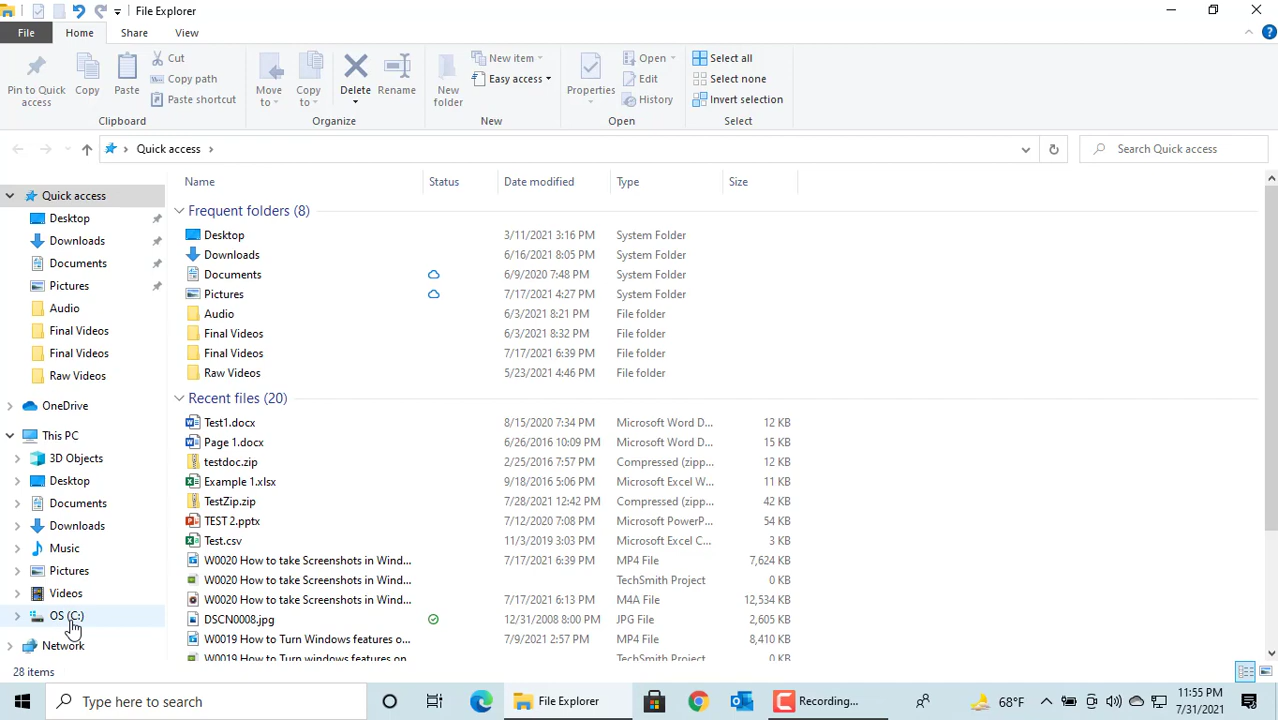 File Explorer
File Home Share View
Pin to Quick access
Copy
Paste
Cut
Copy path
Paste shortcut
Clipboard
Move to
Copy to
Delete
Rename
Organize
New folder
New item
Easy access
New
Properties
Open
Edit
History
Open
Select all
Select none
Invert selection
Select
Quick access
Search Quick access
Quick access
Desktop
Downloads
Documents
Pictures
Audio
Final Videos
Final Videos
Raw Videos
OneDrive
This PC
3D Objects
Desktop
Documents
Downloads
Music
Pictures
Videos
OS (C:)
Network
Name Status Date modified Type Size
Frequent folders (8)
Desktop 3/11/2021 3:16 PM System Folder
Downloads 6/16/2021 8:05 PM System Folder
Documents 6/9/2020 7:48 PM System Folder
Pictures 7/17/2021 4:27 PM System Folder
Audio 6/3/2021 8:21 PM File folder
Final Videos 6/3/2021 8:32 PM File folder
Final Videos 7/17/2021 6:39 PM File folder
Raw Videos 5/23/2021 4:46 PM File folder
Recent files (20)
Test1.docx 8/15/2020 7:34 PM Microsoft Word D... 12 KB
Page 1.docx 6/26/2016 10:09 PM Microsoft Word D... 15 KB
testdoc.zip 2/25/2016 7:57 PM Compressed (zipp... 12 KB
Example 1.xlsx 9/18/2016 5:06 PM Microsoft Excel W... 11 KB
TestZip.zip 7/28/2021 12:42 PM Compressed (zipp... 42 KB
TEST 2.pptx 7/12/2020 7:08 PM Microsoft PowerP... 54 KB
Test.csv 11/3/2019 3:03 PM Microsoft Excel C... 3 KB
W0020 How to take Screenshots in Wind... 7/17/2021 6:39 PM MP4 File 7,624 KB
W0020 How to take Screenshots in Wind... TechSmith Project 0 KB
W0020 How to take Screenshots in Wind... 7/17/2021 6:13 PM M4A File 12,534 KB
DSCN0008.jpg 12/31/2008 8:00 PM JPG File 2,605 KB
W0019 How to Turn Windows features o... 7/9/2021 2:57 PM MP4 File 8,410 KB
W0019 How to Turn windows features on TechSmith Project 0 KB
28 items
Type here to search
File Explorer
Recording...
68°F
11:55 PM
7/31/2021